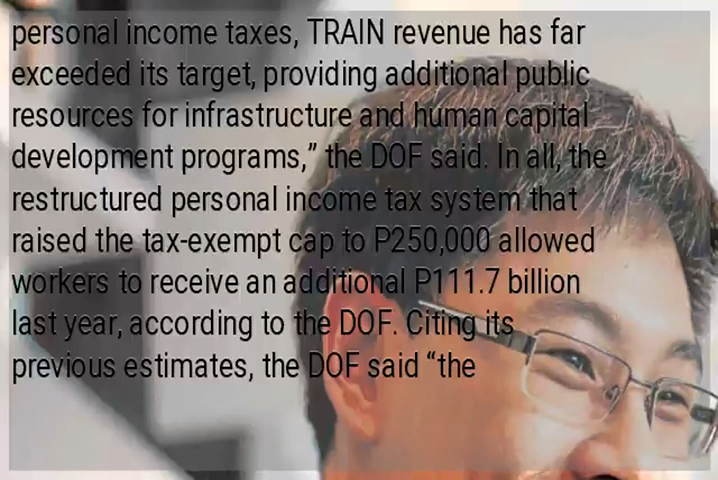 personal income taxes, TRAIN revenue has far
exceeded its target, providing additional public
resources for infrastructure and human capital
development programs,” the DOF said. In all, the
restructured personal income tax system that
raised the tax-exempt cap to P250,000 allowed
workers to receive an additional P111.7 billion
last year, according to the DOF. Citing its
previous estimates, the DOF said “the